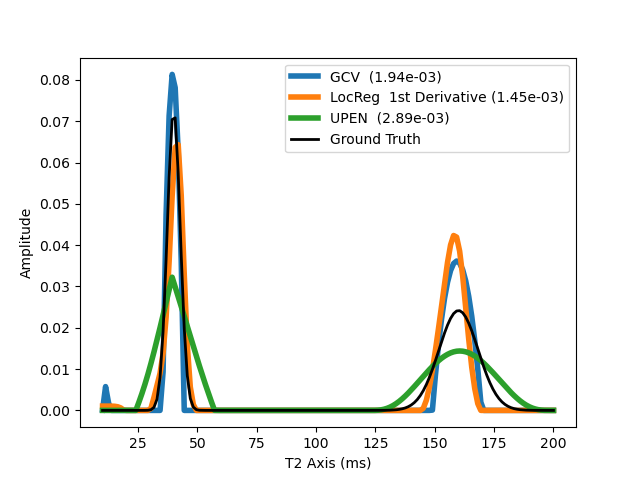 GCV (1.94e-03)
LocReg 1st Derivative (1.45e-03)
UPEN (2.89e-03)
Ground Truth
Amplitude
0.08
0.07
0.06
0.05
0.04
0.03
0.02
0.01
0.00
25 50 75 100 125 150 175 200
T2 Axis (ms)